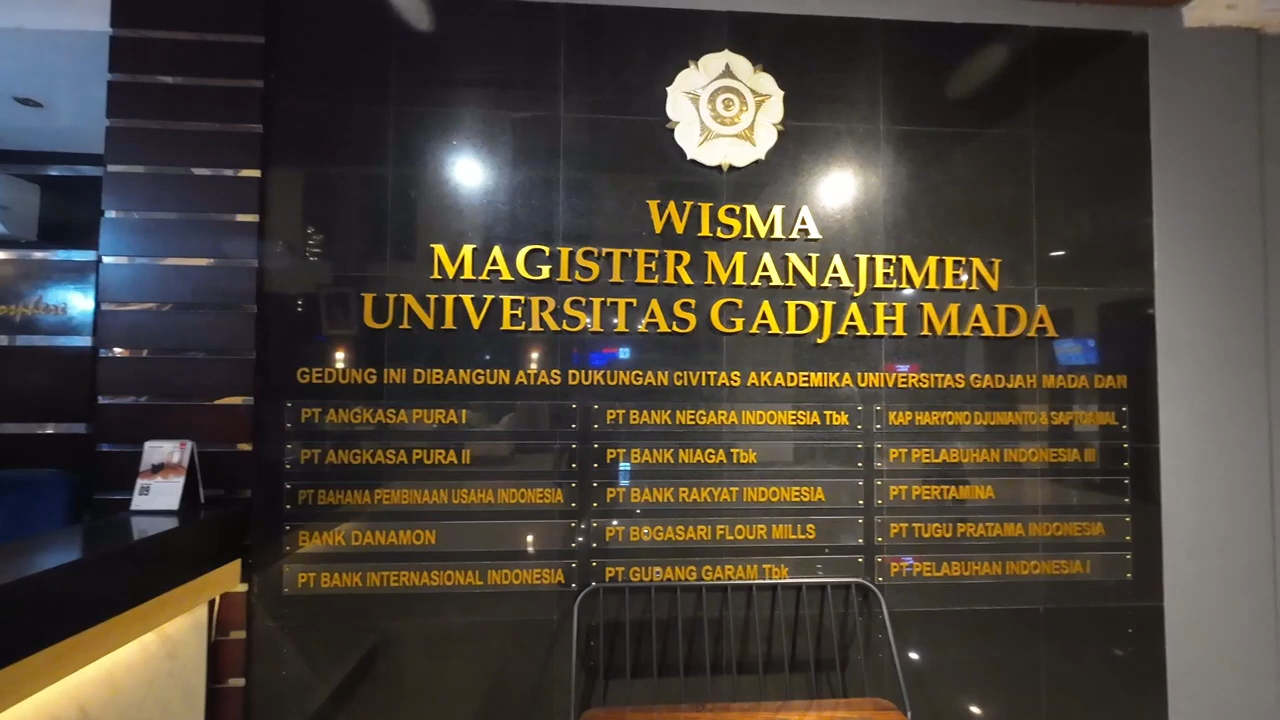 WISMA
MAGISTER MANAJEMEN
UNIVERSITAS GADJAH MADA
GEDUNG INI DIBANGUN ATAS DUKUNGAN CIVITAS AKADEMIKA UNIVERSITAS GADJAH MADA DAN
PT ANGKASA PURA I
PT ANGKASA PURA II
PT BAHANA PEMBINAAN USAHA INDONESIA
BANK DANAMON
PT BANK INTERNASIONAL INDONESIA
PT BANK NEGARA INDONESIA Tbk
PT BANK NIAGA Tbk
PT BANK RAKYAT INDONESIA
PT BOGASARI FLOUR MILLS
PT GUDANG GARAM Tbk
KAP HARYONO DJUNIANTO & SAPTOAMAL
PT PELABUHAN INDONESIA III
PT PERTAMINA
PT TUGU PRATAMA INDONESIA
PT PELABUHAN INDONESIA I
09